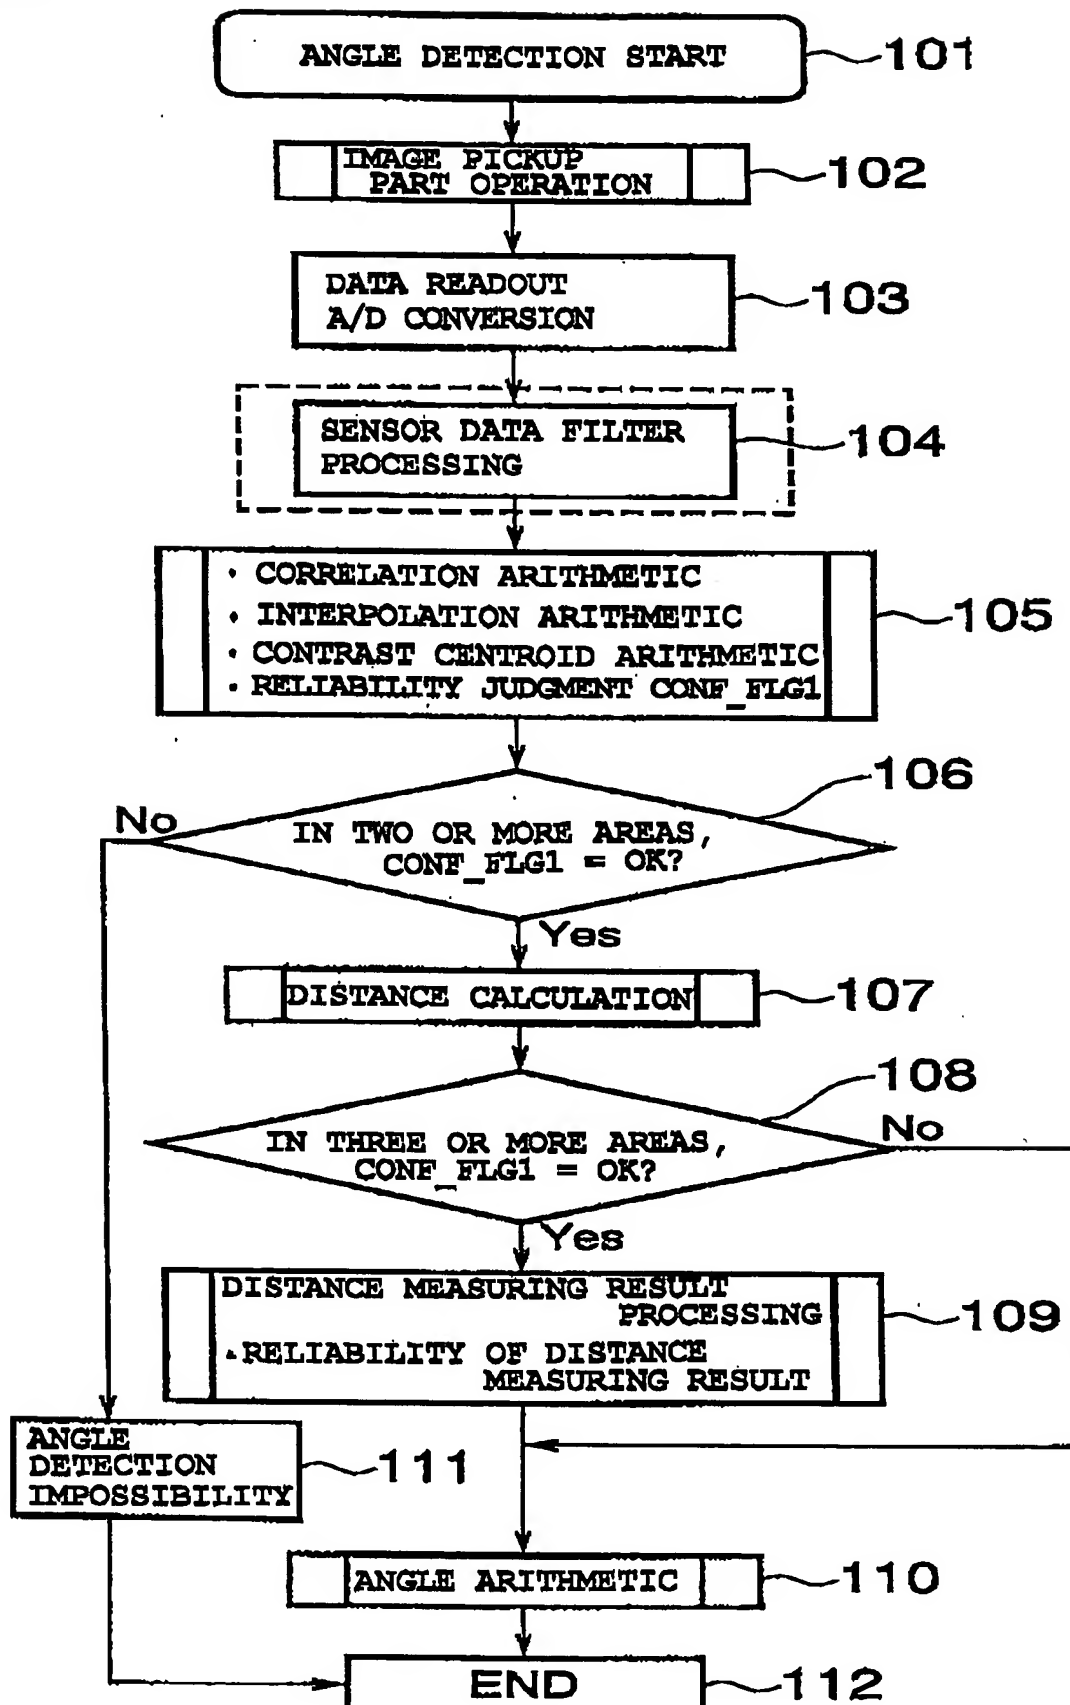 ANGLE DETECTION START
101
IMAGE PICKUP
PART OPERATION
102
DATA READOUT
A/D CONVERSION
103
SENSOR DATA FILTER
PROCESSING
104
· CORRELATION ARITHMETIC
· INTERPOLATION ARITHMETIC
· CONTRAST CENTROID ARITHMETIC
· RELIABILITY JUDGMENT CONF_FLG1
105
106
No
IN TWO OR MORE AREAS,
CONF_FLG1 = OK?
Yes
DISTANCE CALCULATION
107
108
No
IN THREE OR MORE AREAS,
CONF_FLG1 = OK?
Yes
DISTANCE MEASURING RESULT
PROCESSING
· RELIABILITY OF DISTANCE
MEASURING RESULT
109
ANGLE
DETECTION
IMPOSSIBILITY
111
ANGLE ARITHMETIC
110
END
112